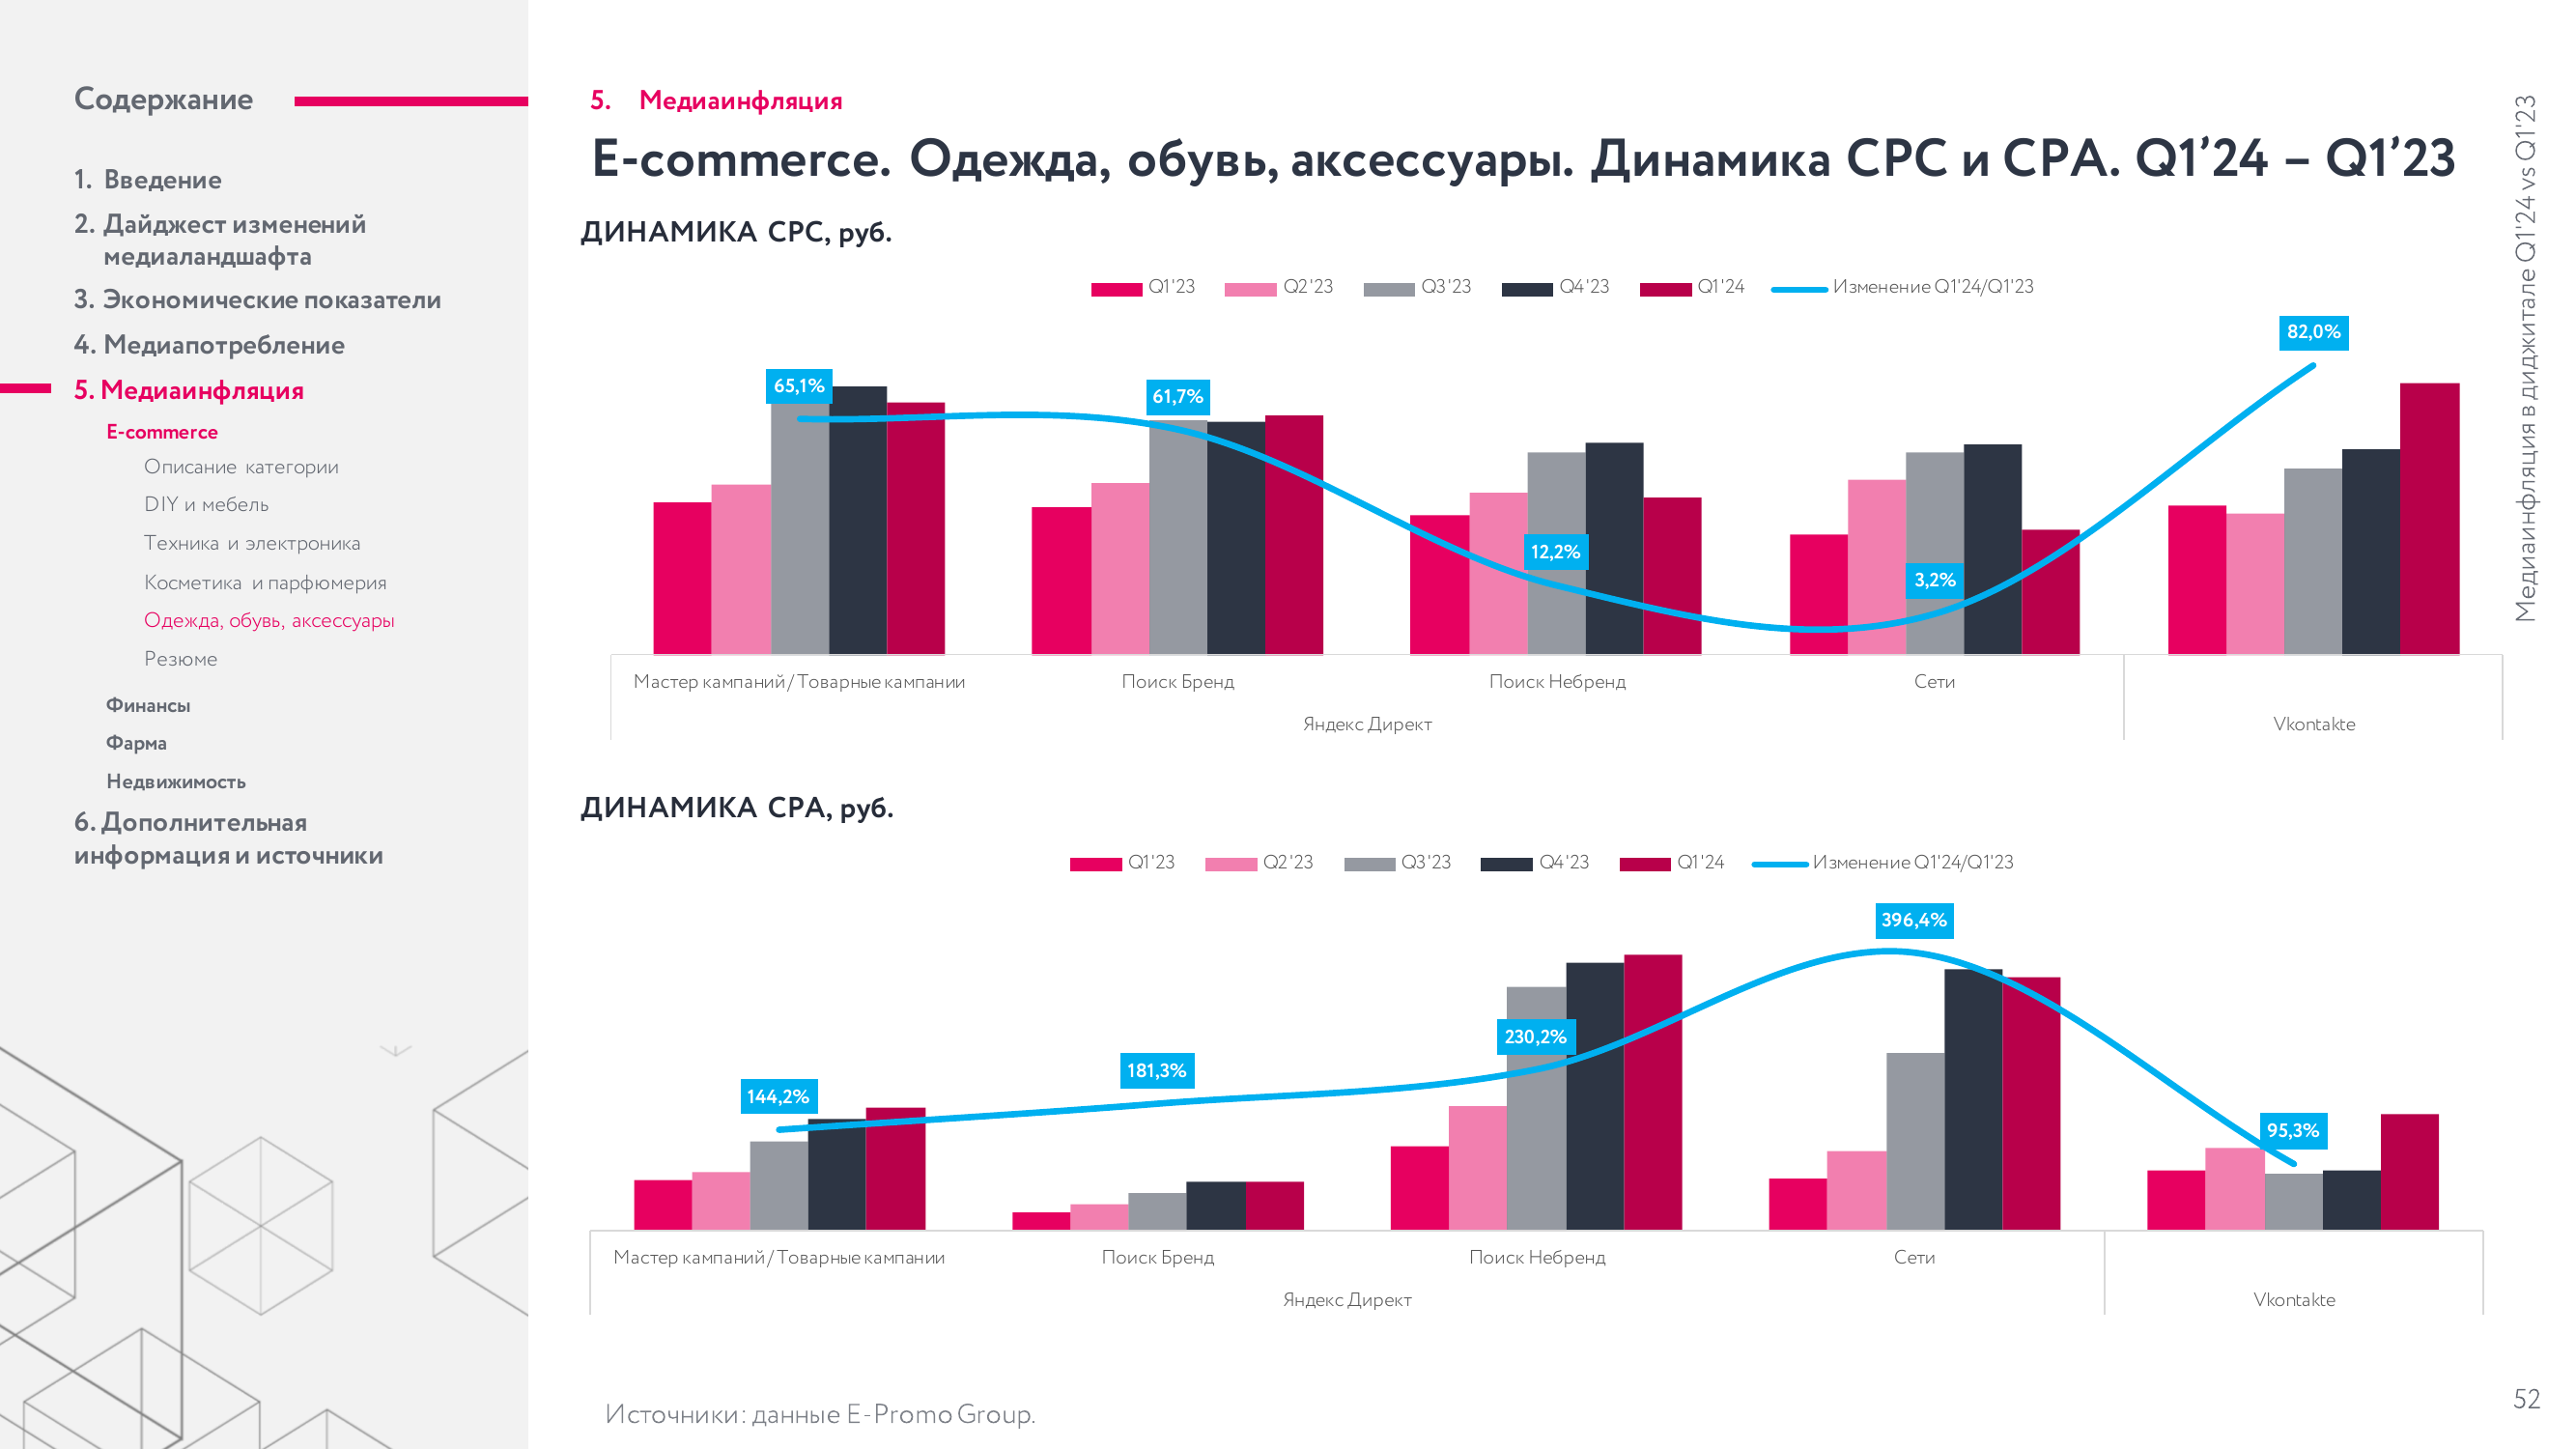 Содержание
1. Введение
2. Дайджест изменений
медиаландшафта
3. Экономические показатели
4. Медиапотребление
5. Медиаинфляция
E-commerce
Описание категории
DIY и мебель
Техника и электроника
Косметика и парфюмерия
Одежда, обувь, аксессуары
Резюме
Финансы
Фарма
Недвижимость
6. Дополнительная
информация и источники
5. Медиаинфляция
E-commerce. Одежда, обувь, аксессуары. Динамика CPC и CPA. Q1’24 – Q1’23
ДИНАМИКА CPC, руб.
Q1'23 Q2'23 Q3'23 Q4'23 Q1'24 Изменение Q1'24/Q1'23
65,1% 61,7% 12,2% 3,2% 82,0%
Мастер кампаний / Товарные кампании Поиск Бренд Поиск Небренд Сети
Яндекс Директ Vkontakte
ДИНАМИКА CPA, руб.
Q1'23 Q2'23 Q3'23 Q4'23 Q1'24 Изменение Q1'24/Q1'23
144,2% 181,3% 230,2% 396,4% 95,3%
Мастер кампаний / Товарные кампании Поиск Бренд Поиск Небренд Сети
Яндекс Директ Vkontakte
Источники: данные E-Promo Group.
Медиаинфляция в диджитале Q1'24 vs Q1'23
52